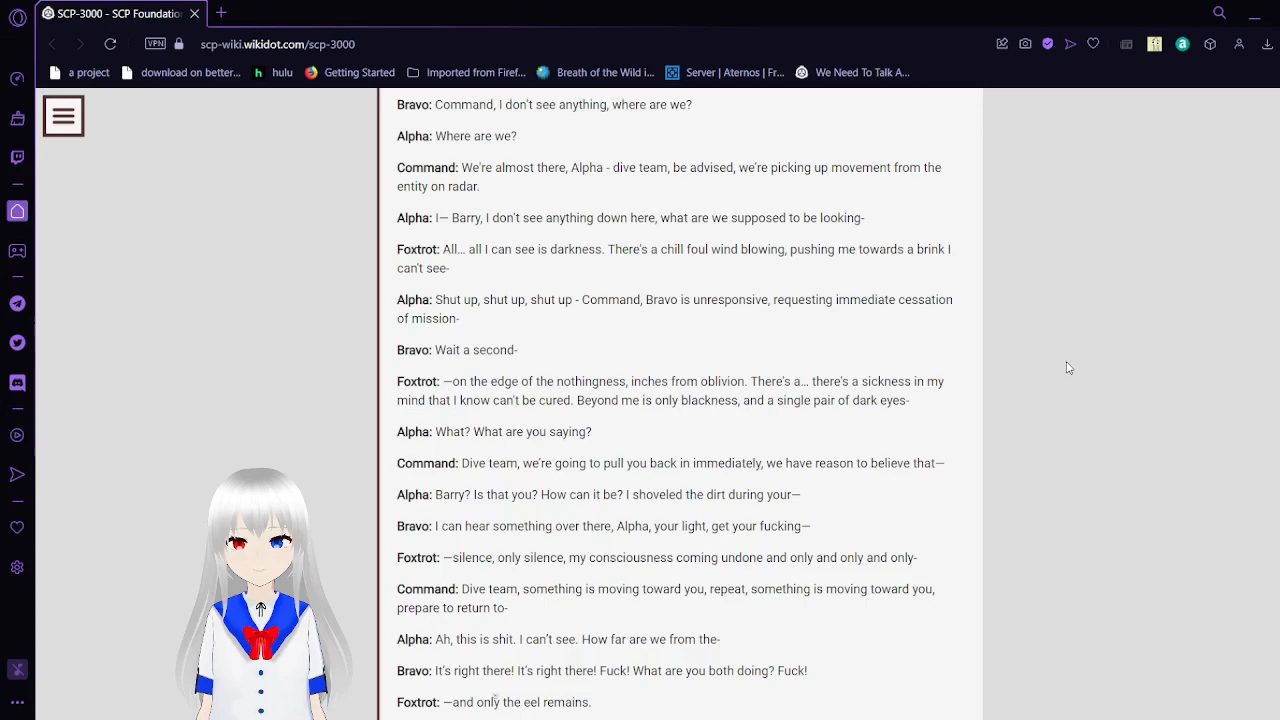 SCP-3000 - SCP Foundation
VPN
scp-wiki.wikidot.com/scp-3000
a project
download on better...
hulu
Getting Started
Imported from Firef...
Breath of the Wild i...
Server | Aternos | Fr...
We Need To Talk A...
Bravo: Command, I don't see anything, where are we?
Alpha: Where are we?
Command: We're almost there, Alpha - dive team, be advised, we're picking up movement from the
entity on radar.
Alpha: I— Barry, I don't see anything down here, what are we supposed to be looking-
Foxtrot: All… all I can see is darkness. There's a chill foul wind blowing, pushing me towards a brink I
can't see-
Alpha: Shut up, shut up, shut up - Command, Bravo is unresponsive, requesting immediate cessation
of mission-
Bravo: Wait a second-
Foxtrot: —on the edge of the nothingness, inches from oblivion. There's a… there's a sickness in my
mind that I know can't be cured. Beyond me is only blackness, and a single pair of dark eyes-
Alpha: What? What are you saying?
Command: Dive team, we're going to pull you back in immediately, we have reason to believe that—
Alpha: Barry? Is that you? How can it be? I shoveled the dirt during your—
Bravo: I can hear something over there, Alpha, your light, get your fucking—
Foxtrot: —silence, only silence, my consciousness coming undone and only and only and only-
Command: Dive team, something is moving toward you, repeat, something is moving toward you,
prepare to return to-
Alpha: Ah, this is shit. I can't see. How far are we from the-
Bravo: It's right there! It's right there! Fuck! What are you both doing? Fuck!
Foxtrot: —and only the eel remains.